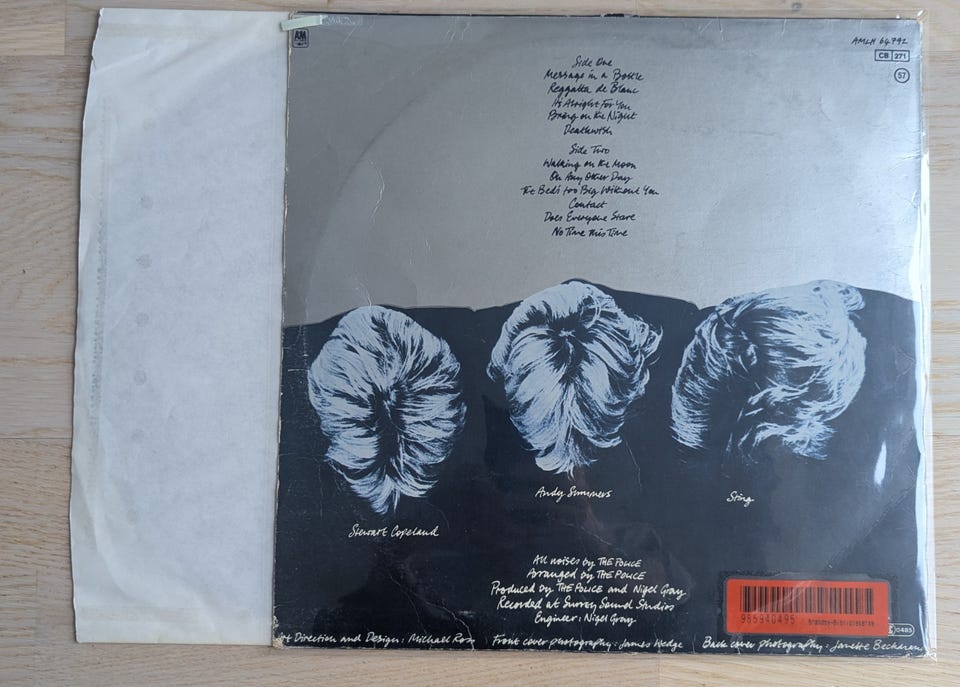 A&M
AMLH 64792
CB 271
57
Side One
Message in a Bottle
Reggatta de Blanc
It's Alright For You
Bring on the Night
Deathwish
Side Two
Walking on the Moon
On Any Other Day
The Bed's too Big Without You
Contact
Does Everyone Stare
No Time This Time
Andy Summers
Sting
Stewart Copeland
All noises by THE POLICE
Arranged by THE POLICE
Produced by THE POLICE and Nigel Gray
Recorded at Surrey Sound Studios
Engineer: Nigel Gray
985940495
0485
Art Direction and Design: Michael Ross Front cover photography: James Wedge Back cover photography: Janette Beckman